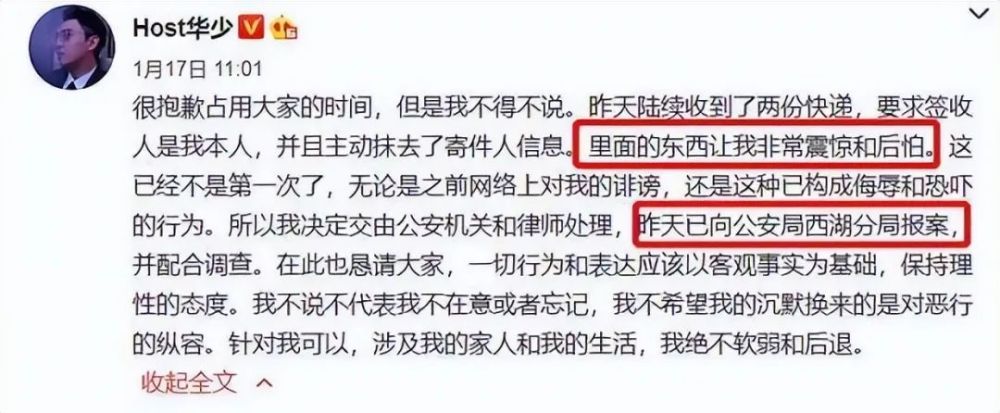 Host华少
1月17日 11:01
很抱歉占用大家的时间，但是我不得不说。昨天陆续收到了两份快递，要求签收
人是我本人，并且主动抹去了寄件人信息。里面的东西让我非常震惊和后怕。这
已经不是第一次了，无论是之前网络上对我的诽谤，还是这种已构成侮辱和恐吓
的行为。所以我决定交由公安机关和律师处理，昨天已向公安局西湖分局报案，
并配合调查。在此也恳请大家，一切行为和表达应该以客观事实为基础，保持理
性的态度。我不说不代表我不在意或者忘记，我不希望我的沉默换来的是对恶行
的纵容。针对我可以，涉及我的家人和我的生活，我绝不软弱和后退。
收起全文